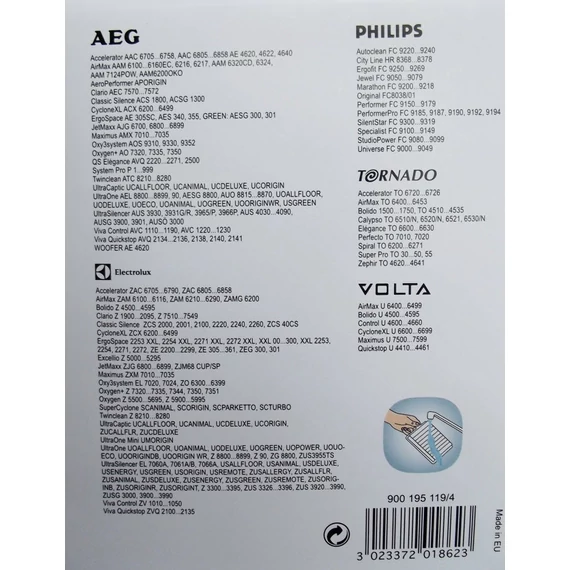 AEG
Accelerator AAC 6705...6758, AAC 6805...6858 AE 4620, 4622, 4640
AirMax AAM 6100...6160EC, 6216, 6217, AAM 6320CD, 6324,
AAM 7124POW, AAM6200OKO
AeroPerformer APORIGIN
Clario AEC 7570...7572
Classic Silence ACS 1800, ACSG 1300
CycloneXL ACX 6200...6499
ErgoSpace AE 305SC, AES 340, 355, GREEN: AESG 300, 301
JetMaxx AJG 6700, 6800...6899
Maximus AMX 7010...7035
Oxy3system AOS 9310, 9330, 9352
Oxygen+ AO 7320, 7335, 7350
QS Elegance AVQ 2220...2271, 2500
System Pro P 1...999
Twinclean ATC 8210...8280
UltraCaptic UCALLFLOOR, UCANIMAL, UCDELUXE, UCORIGIN
UltraOne AEL 8800...8899, 90, AESG 8800, AUO 8815...8870, UOALLFLOOR,
UODELUXE, UOECO, UOANIMAL, UOGREEN, UOORIGINWR, USGREEN
UltraSilencer AUS 3930, 3931G/R, 3965/P, 3966P, AUS 4030...4090,
AUSG 3900, 3901, AUSO 3000
Viva Control AVC 1110...1190, AVC 1220...1230
Viva Quickstop AVQ 2134...2136, 2138, 2140, 2141
WOOFER AE 4620
Electrolux
Accelerator ZAC 6705...6790, ZAC 6805...6858
AirMax ZAM 6100...6116, ZAM 6210...6290, ZAMG 6200
Bolido Z 4500...4595
Clario Z 1900...2095, Z 7510...7549
Classic Silence ZCS 2000, 2001, 2100, 2220, 2240, 2260, ZCS 40CS
CycloneXL ZCX 6200...6499
ErgoSpace 2253 XXL, 2254 XXL, 2271 XXL, 2272 XXL, XXL 00...300, XXL 2253,
2254, 2271, 2272, ZE 2200...2299, ZE 305...361, ZEG 300, 301
Excellio Z 5000...5295
JetMaxx ZJG 6800...6899, ZJM68 CUP/SP
Maximus ZXM 7010...7035
Oxy3system EL 7020, 7024, ZO 6300...6399
Oxygen+ Z 7320...7335, 7344, 7350, 7351
Oxygen Z 5500...5695, Z 5900...5995
SuperCyclone SCANIMAL, SCORIGIN, SCPARKETTO, SCTURBO
Twinclean Z 8210...8280
UltraCaptic UCALLFLOOR, UCANIMAL, UCDELUXE, UCORIGIN,
ZUCALLFLR, ZUCDELUXE
UltraOne Mini UMORIGIN
UltraOne UOALLFLOOR, UOANIMAL, UODELUXE, UOGREEN, UOPOWER, UOUO-
ECO, UOORIGINDB, UOORIGIN WR, Z 8800...8899, Z 90, ZG 8800, ZUS3955TS
UltraSilencer EL 7060A, 7061A/B, 7066A, USALLFLOOR, USANIMAL, USDELUXE,
USENERGY, USGREEN, USORIGIN, USREMOTE, ZUSALLERGY, ZUSALLFLR,
ZUSANIMAL, ZUSDELUXE, ZUSENERGY, ZUSGREEN, ZUSREMOTE, ZUSORIG-
INB, ZUSORIGINR, ZUSORIGINT, Z 3300...3395, ZUS 3326...3396, ZUS 3920...3990,
ZUSG 3000, 3900...3990
Viva Control ZV 1010...1050
Viva Quickstop ZVQ 2100...2135
PHILIPS
Autoclean FC 9220...9240
City Line HR 8368...8378
Ergofit FC 9250...9269
Jewel FC 9050...9079
Marathon FC 9200...9218
Original FC8038/01
Performer FC 9150...9179
PerformerPro FC 9185, 9187, 9190, 9192, 9194
SilentStar FC 9300...9319
Specialist FC 9100...9149
StudioPower FC 9080...9099
Universe FC 9000...9049
TORNADO
Accelerator TO 6720...6726
AirMax TO 6400...6453
Bolido 1500...1750, TO 4510...4535
Calypso TO 6510/N, 6520/N, 6521, 6530/N
Elégance TO 6600...6630
Perfecto TO 7010, 7020
Spiral TO 6200...6271
Super Pro TO 30...50, 55
Zephir TO 4620...4641
VOLTA
AirMax U 6400...6499
Bolido U 4500...4595
Control U 4600...4660
CycloneXL U 6600...6699
Maximus U 7500...7599
Quickstop U 4410...4461
900 195 119/4
3 023372 018623
Made in EU